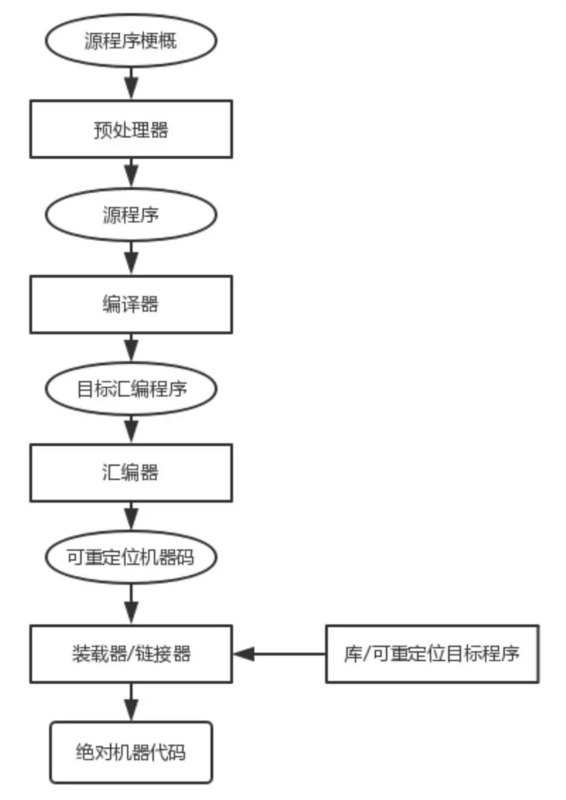 源程序梗概
预处理器
源程序
编译器
目标汇编程序
汇编器
可重定位机器码
装载器/链接器
库/可重定位目标程序
绝对机器代码